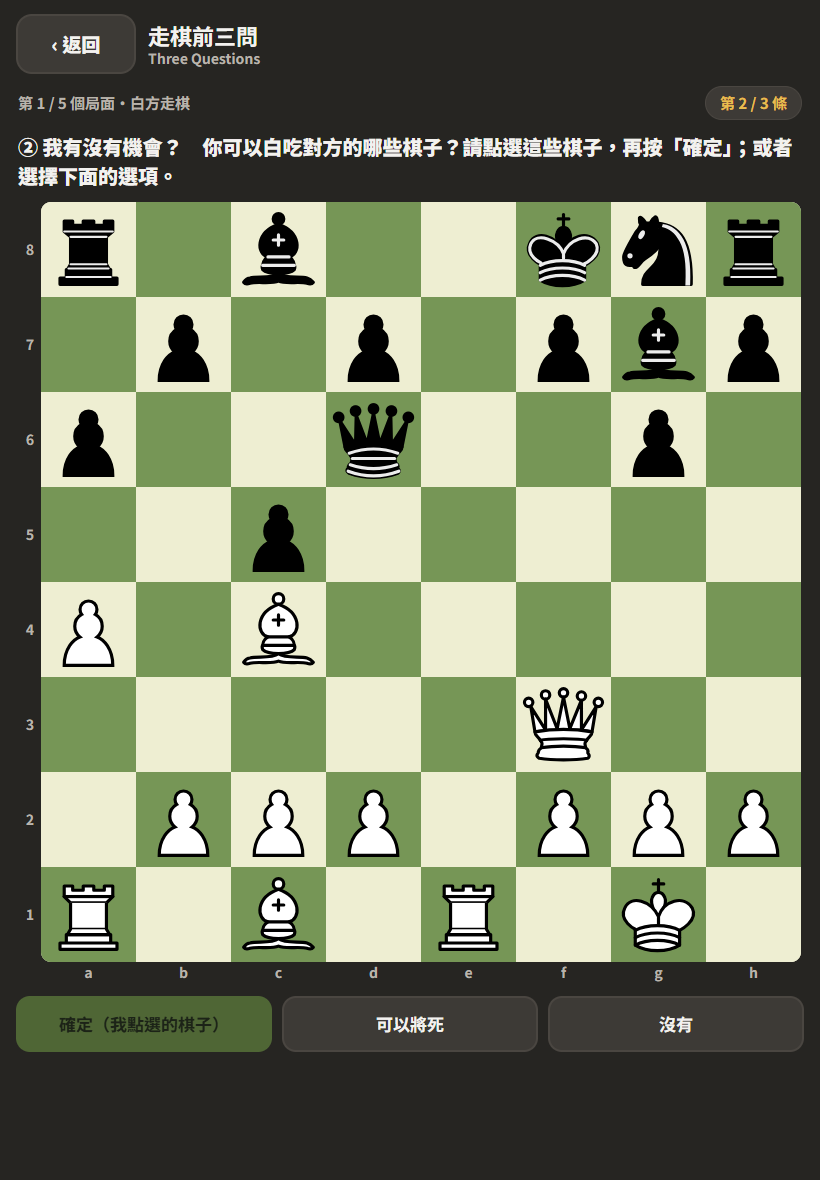 ‹ 返回
走棋前三問
Three Questions
第 1 / 5 個局面・白方走棋
第 2 / 3 條
② 我有沒有機會？　你可以白吃對方的哪些棋子？請點選這些棋子，再按「確定」；或者
選擇下面的選項。
8
7
6
5
4
3
2
1
a b c d e f g h
確定（我點選的棋子）
可以將死
沒有